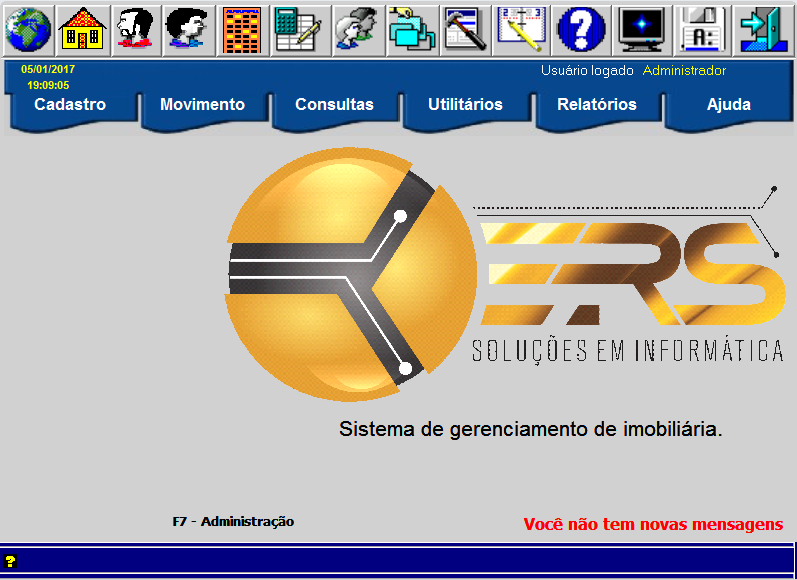 05/01/2017
19:09:05
Usuário logado Administrador
Cadastro Movimento Consultas Utilitários Relatórios Ajuda
ERS
SOLUÇÕES EM INFORMÁTICA
Sistema de gerenciamento de imobiliária.
F7 - Administração
Você não tem novas mensagens